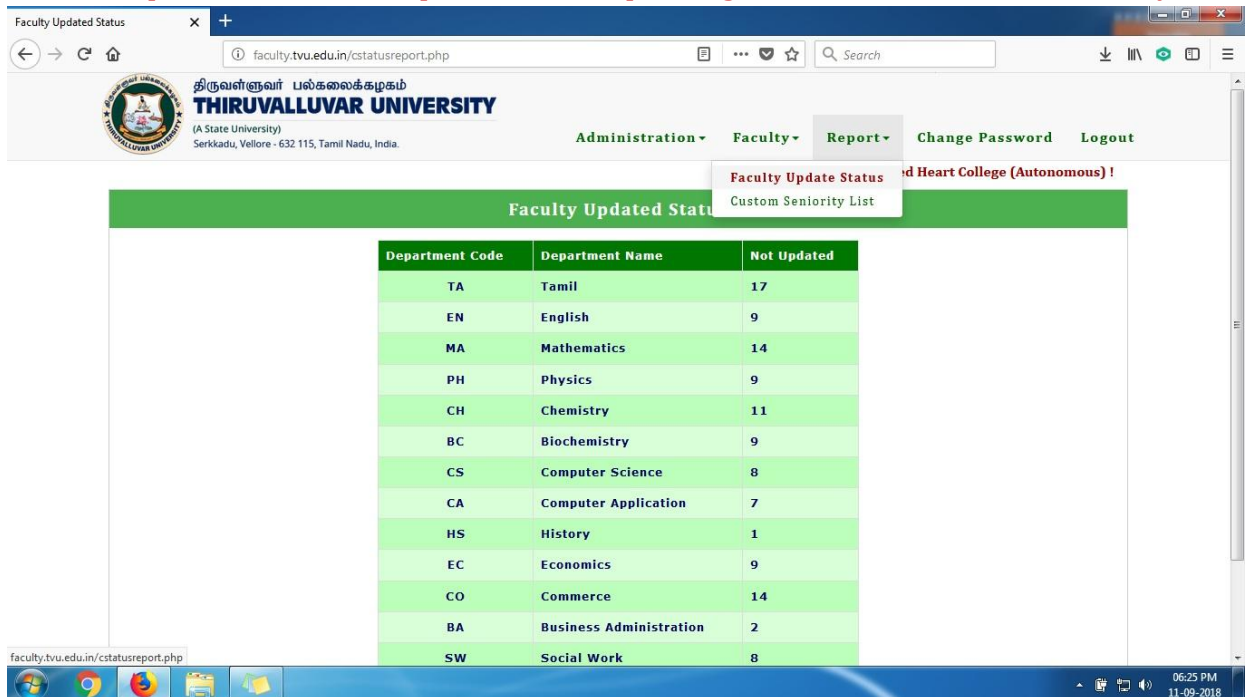 Faculty Updated Status
faculty.tvu.edu.in/cstatusreport.php
Search
திருவள்ளுவர் பல்கலைக்கழகம்
THIRUVALLUVAR UNIVERSITY
(A State University)
Serkkadu, Vellore - 632 115, Tamil Nadu, India.
Administration Faculty Report Change Password Logout
Faculty Update Status
Heart College (Autonomous) !
Custom Seniority List
Faculty Updated
Department Code Department Name Not Updated
TA Tamil 17
EN English 9
MA Mathematics 14
PH Physics 9
CH Chemistry 11
BC Biochemistry 9
CS Computer Science 8
CA Computer Application 7
HS History 1
EC Economics 9
CO Commerce 14
BA Business Administration 2
SW Social Work 8
faculty.tvu.edu.in/cstatusreport.php
06:25 PM
11-09-2018